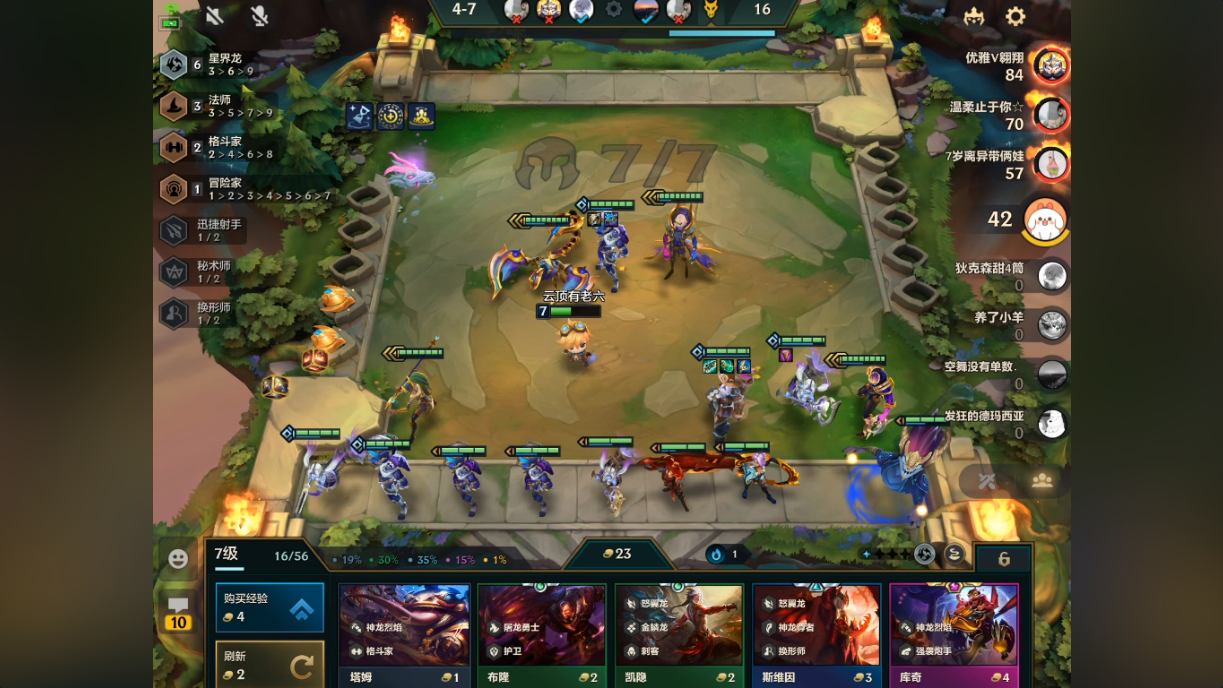 4-7
16
6 星界龙
3 > 6 > 9
3 法师
3 > 5 > 7 > 9
2 格斗家
2 > 4 > 6 > 8
1 冒险家
1 > 2 > 3 > 4 > 5 > 6 > 7
迅捷射手
1 / 2
秘术师
1 / 2
换形师
1 / 2
7/7
云顶有老六
7
优雅V翱翔
84
温柔止于你☆
70
7岁离异带俩娃
57
42
狄克森甜4筒
0
养了小羊
0
空舞没有单数.
0
发狂的德玛西亚
0
7级
16/56
19% 30% 35% 15% 1%
23
1
10
购买经验
4
刷新
2
神龙烈焰
格斗家
塔姆 1
屠龙勇士
护卫
布隆 2
怒翼龙
金鳞龙
刺客
凯隐 2
怒翼龙
神龙尊者
换形师
斯维因 3
神龙烈焰
强袭炮手
库奇 4